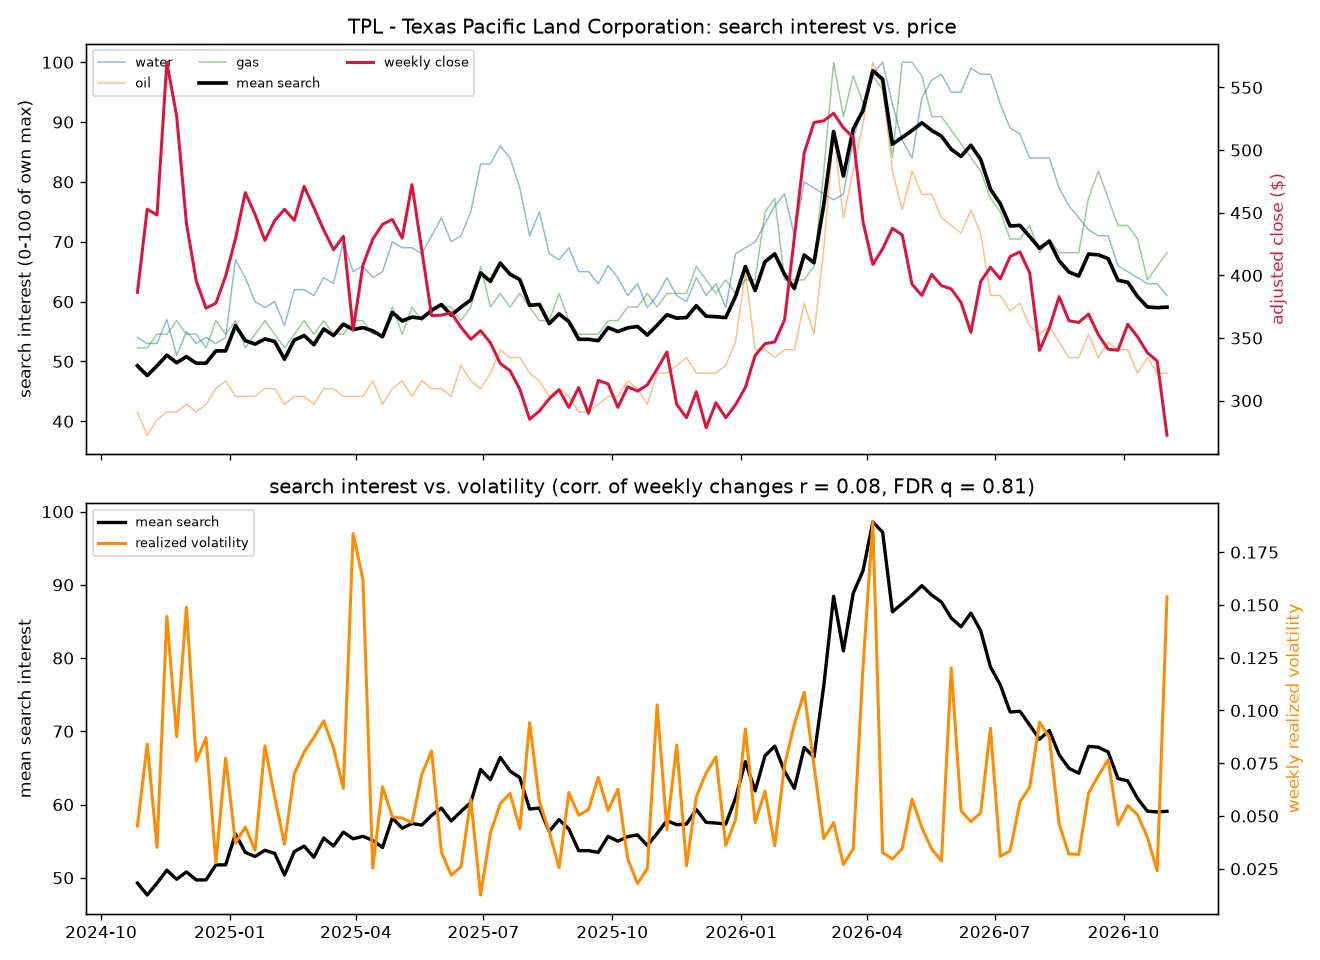 TPL - Texas Pacific Land Corporation: search interest vs. price
water
gas
weekly close
oil
mean search
100
90
80
70
60
50
40
search interest (0-100 of own max)
550
500
450
400
350
300
adjusted close ($)
search interest vs. volatility (corr. of weekly changes r = 0.08, FDR q = 0.81)
mean search
realized volatility
100
90
80
70
60
50
mean search interest
0.175
0.150
0.125
0.100
0.075
0.050
0.025
weekly realized volatility
2024-10
2025-01
2025-04
2025-07
2025-10
2026-01
2026-04
2026-07
2026-10